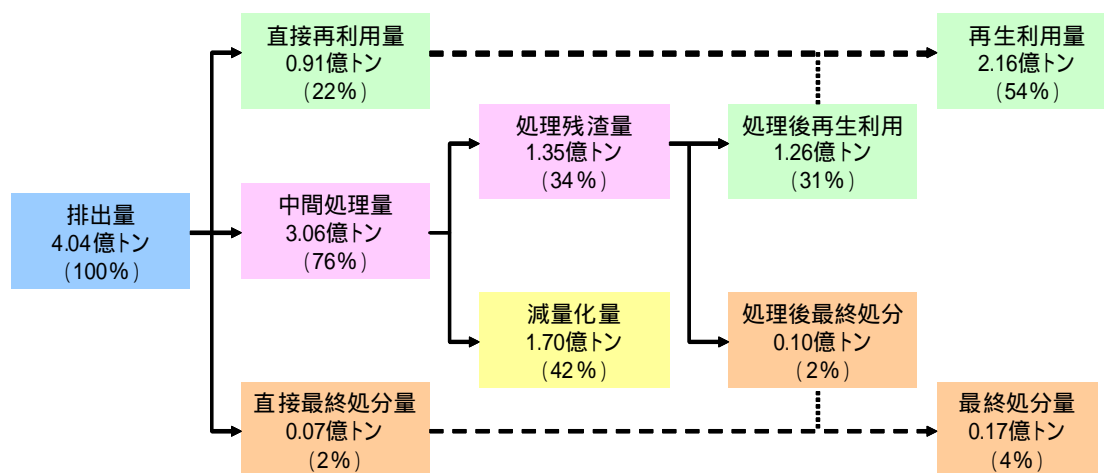 排出量
4.04億トン
(100%)
直接再利用量
0.91億トン
(22%)
中間処理量
3.06億トン
(76%)
直接最終処分量
0.07億トン
(2%)
処理残渣量
1.35億トン
(34%)
減量化量
1.70億トン
(42%)
処理後再生利用
1.26億トン
(31%)
処理後最終処分
0.10億トン
(2%)
再生利用量
2.16億トン
(54%)
最終処分量
0.17億トン
(4%)